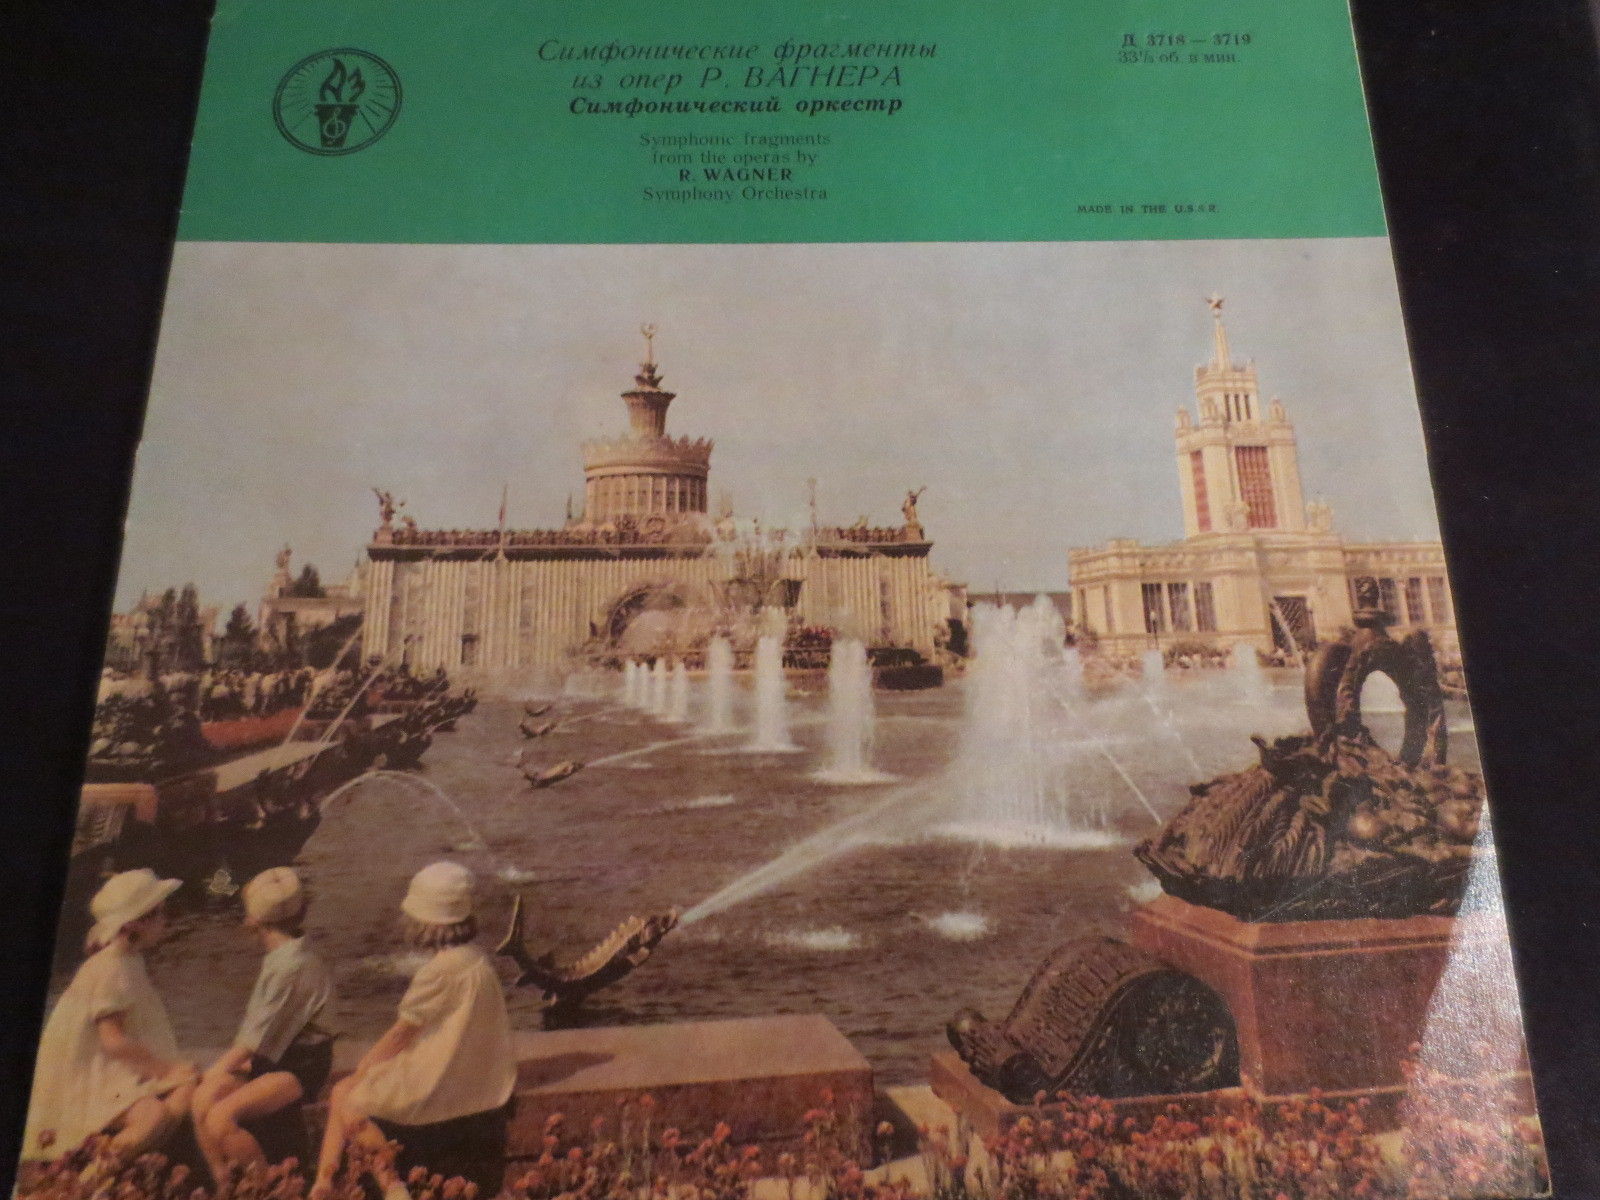 Симфонические фрагменты
из опер Р. ВАГНЕРА
Симфонический оркестр
Symphonic fragments
from the operas by
R. WAGNER
Symphony Orchestra
Д 3718 — 3719
33⅓ об. в мин.
MADE IN THE U.S.S.R.